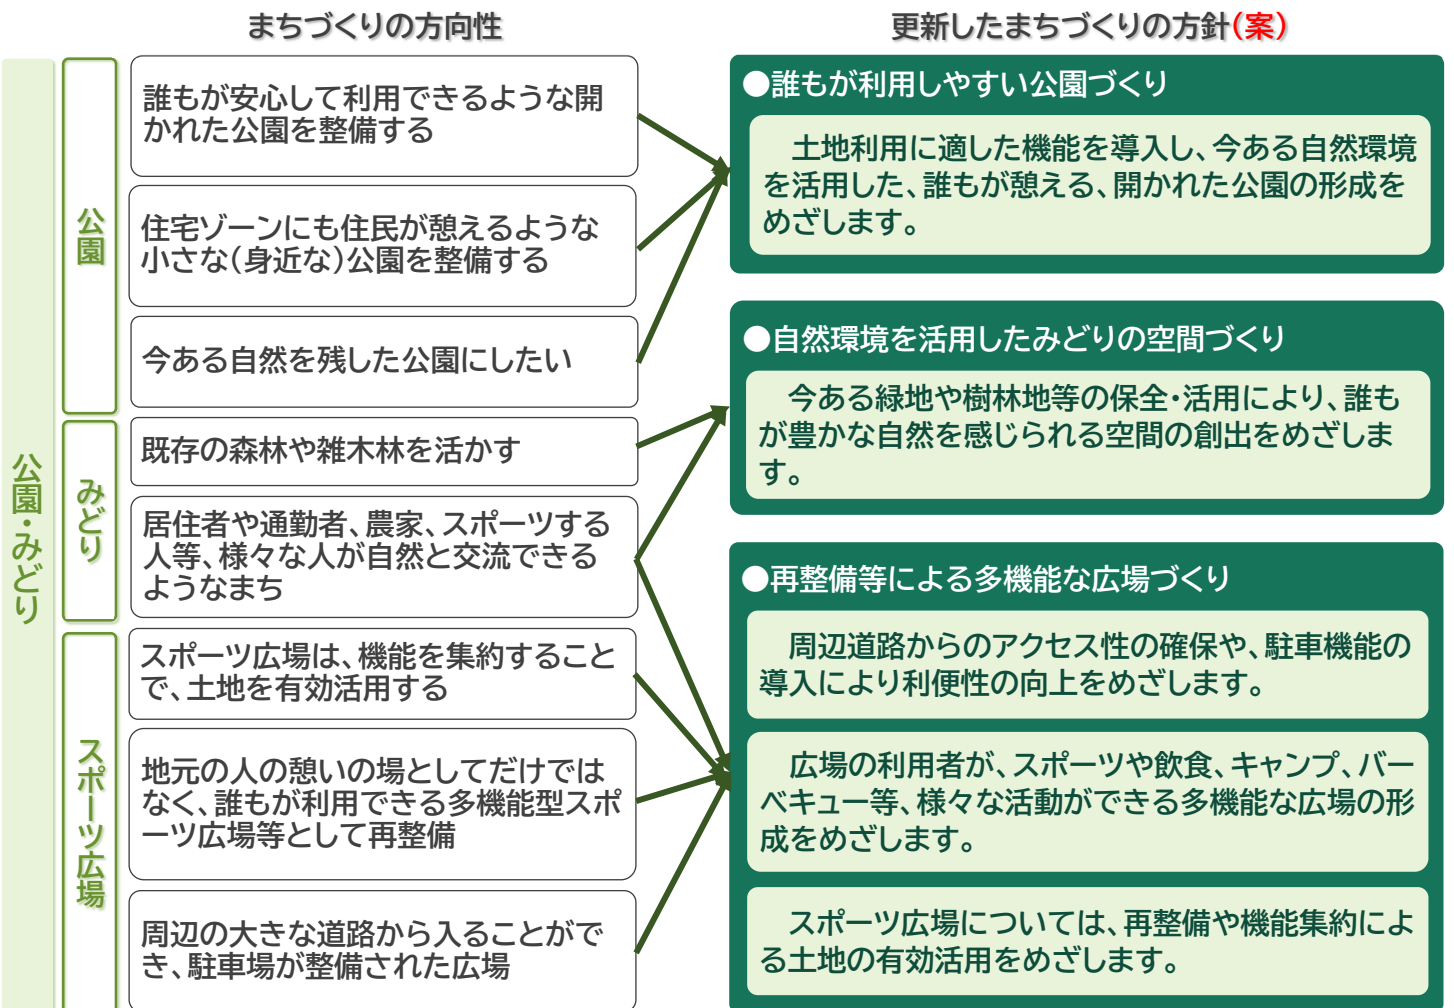 まちづくりの方向性
更新したまちづくりの方針(案)
公園・みどり
公園
誰もが安心して利用できるような開
かれた公園を整備する
住宅ゾーンにも住民が憩えるような
小さな(身近な)公園を整備する
今ある自然を残した公園にしたい
みどり
既存の森林や雑木林を活かす
居住者や通勤者、農家、スポーツする
人等、様々な人が自然と交流できる
ようなまち
スポーツ広場
スポーツ広場は、機能を集約すること
で、土地を有効活用する
地元の人の憩いの場としてだけでは
なく、誰もが利用できる多機能型スポ
ーツ広場等として再整備
周辺の大きな道路から入ることがで
き、駐車場が整備された広場
●誰もが利用しやすい公園づくり
土地利用に適した機能を導入し、今ある自然環境
を活用した、誰もが憩える、開かれた公園の形成を
めざします。
●自然環境を活用したみどりの空間づくり
今ある緑地や樹林地等の保全・活用により、誰も
が豊かな自然を感じられる空間の創出をめざしま
す。
●再整備等による多機能な広場づくり
周辺道路からのアクセス性の確保や、駐車機能の
導入により利便性の向上をめざします。
広場の利用者が、スポーツや飲食、キャンプ、バー
ベキュー等、様々な活動ができる多機能な広場の形
成をめざします。
スポーツ広場については、再整備や機能集約によ
る土地の有効活用をめざします。